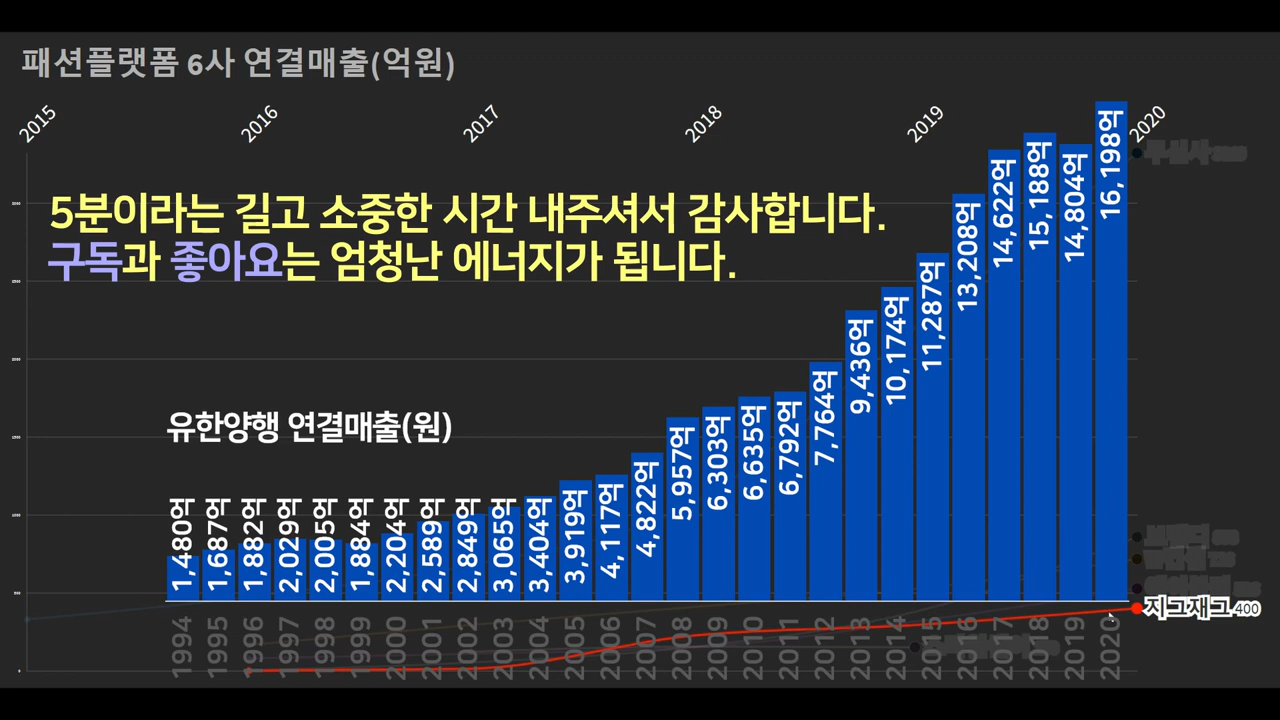 패션플랫폼 6사 연결매출(억원)
2015 2016 2017 2018 2019 2020
5분이라는 길고 소중한 시간 내주셔서 감사합니다.
구독과 좋아요는 엄청난 에너지가 됩니다.
유한양행 연결매출(원)
1,480억 1,687억 1,882억 2,029억 2,005억 1,884억 2,204억 2,589억 2,849억 3,065억 3,404억 3,919억 4,117억 4,822억 5,957억 6,303억 6,635억 6,792억 7,764억 9,436억 10,174억 11,287억 13,208억 14,622억 15,188억 14,804억 16,198억
지그재그 400
1994 1995 1996 1997 1998 1999 2000 2001 2002 2003 2004 2005 2006 2007 2008 2009 2010 2011 2012 2013 2014 2015 2016 2017 2018 2019 2020